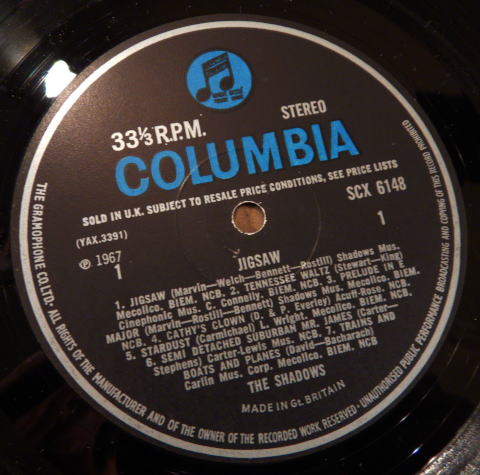 33⅓ R.P.M.
STEREO
COLUMBIA
SOLD IN U.K. SUBJECT TO RESALE PRICE CONDITIONS, SEE PRICE LISTS
(YAX.3391)
SCX 6148
℗ 1967
1
1
JIGSAW
1. JIGSAW (Marvin—Welch—Bennett—Rostill) Shadows Mus.
Mecolico, BIEM. NCB. 2. TENNESSEE WALTZ (Stewart—King)
Cinephonic Mus. C. Connelly, BIEM. NCB. 3. PRELUDE IN E
MAJOR (Marvin—Rostill—Bennett) Shadows Mus. Mecolico, BIEM.
NCB. 4. CATHY'S CLOWN (D. & P. Everley) Acuff-Rose, NCB.
5. STARDUST (Carmichael) L. Wright, Mecolico, BIEM. NCB.
6. SEMI DETACHED SUBURBAN MR. JAMES (Carter—
Stephens) Carter-Lewis Mus. NCB. 7. TRAINS AND
BOATS AND PLANES (David—Bacharach)
Carlin Mus. Corp. Mecolico, BIEM. NCB
THE SHADOWS
MADE IN GT. BRITAIN
THE GRAMOPHONE CO. LTD. ALL RIGHTS OF THE MANUFACTURER AND OF THE OWNER OF THE RECORDED WORK RESERVED · UNAUTHORISED PUBLIC PERFORMANCE BROADCASTING AND COPYING OF THIS RECORD PROHIBITED